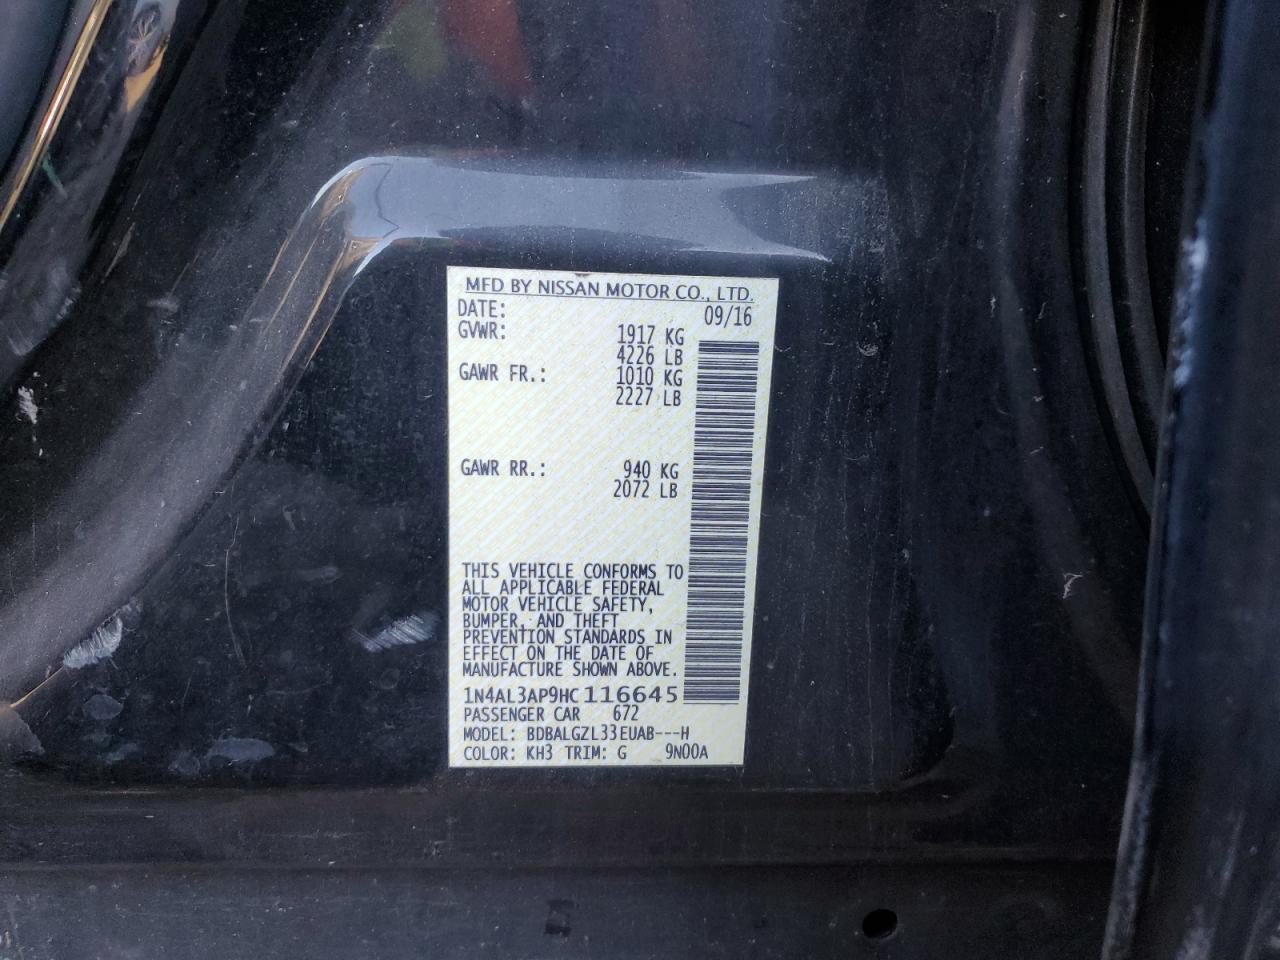 MFD BY NISSAN MOTOR CO., LTD.
DATE: 09/16
GVWR: 1917 KG
4226 LB
GAWR FR.: 1010 KG
2227 LB
GAWR RR.: 940 KG
2072 LB
THIS VEHICLE CONFORMS TO
ALL APPLICABLE FEDERAL
MOTOR VEHICLE SAFETY,
BUMPER, AND THEFT
PREVENTION STANDARDS IN
EFFECT ON THE DATE OF
MANUFACTURE SHOWN ABOVE.
1N4AL3AP9HC116645
PASSENGER CAR 672
MODEL: BDBALGZL33EUAB---H
COLOR: KH3 TRIM: G 9N00A